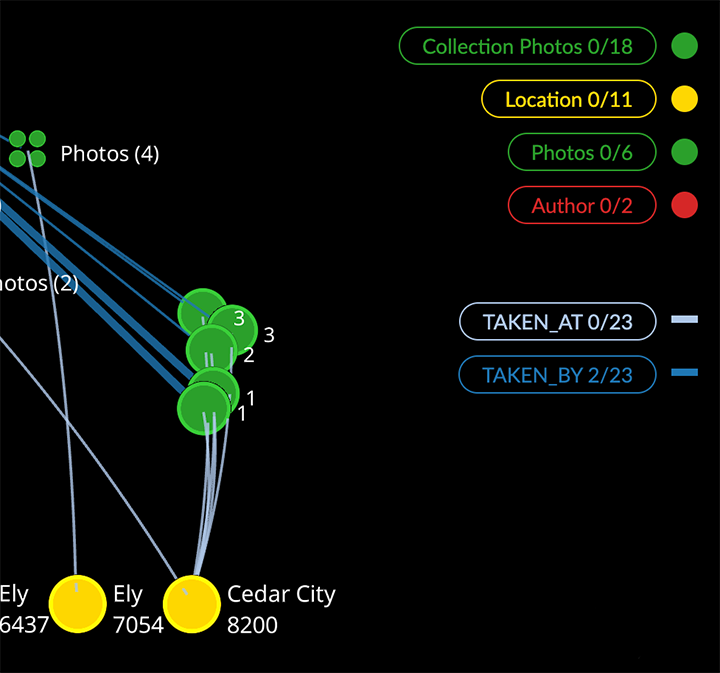 Collection Photos 0/18
Location 0/11
Photos 0/6
Author 0/2
Photos (4)
(2)
TAKEN_AT 0/23
TAKEN_BY 2/23
3
3
2
1
1
Ely
6437
Ely
7054
Cedar City
8200